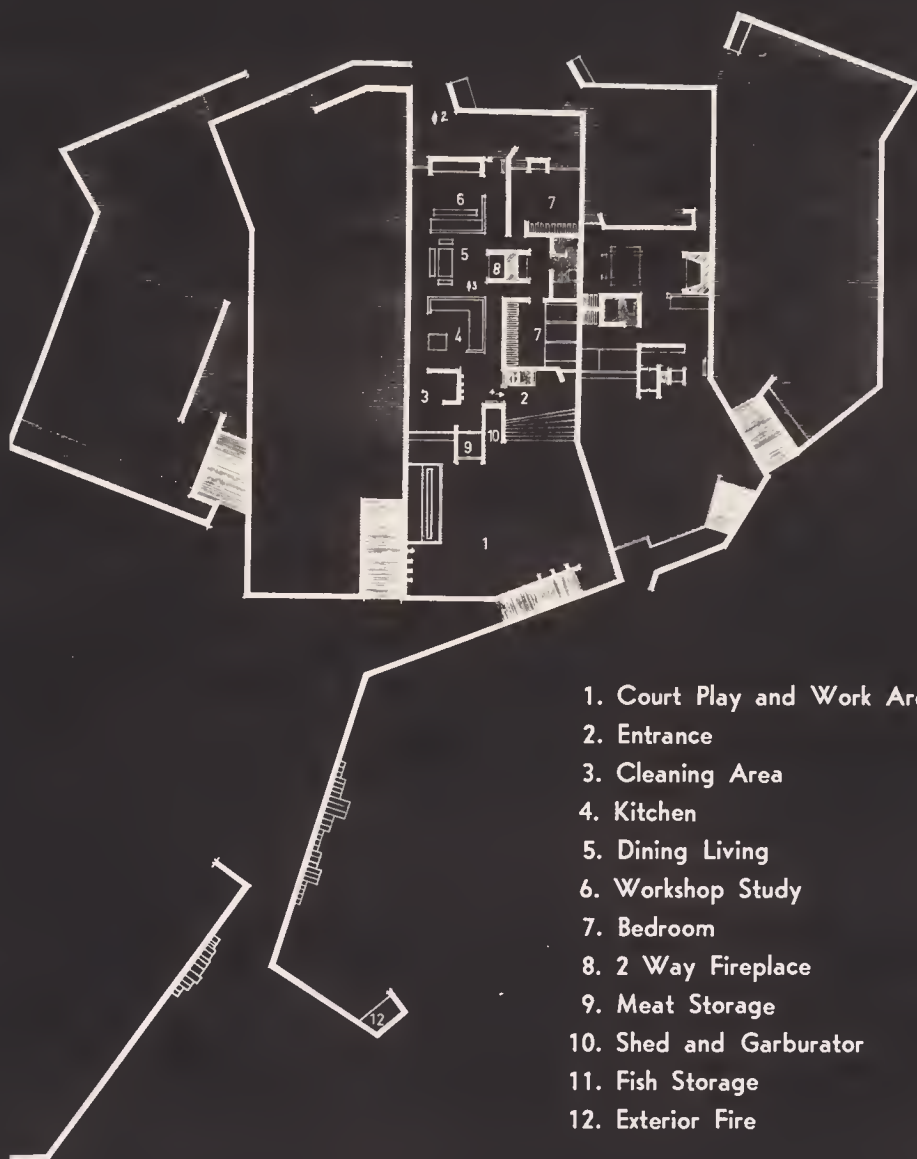 2
6
7
5
8
3
4
7
3
2
10
9
1
12
1. Court Play and Work Are
2. Entrance
3. Cleaning Area
4. Kitchen
5. Dining Living
6. Workshop Study
7. Bedroom
8. 2 Way Fireplace
9. Meat Storage
10. Shed and Garburator
11. Fish Storage
12. Exterior Fire